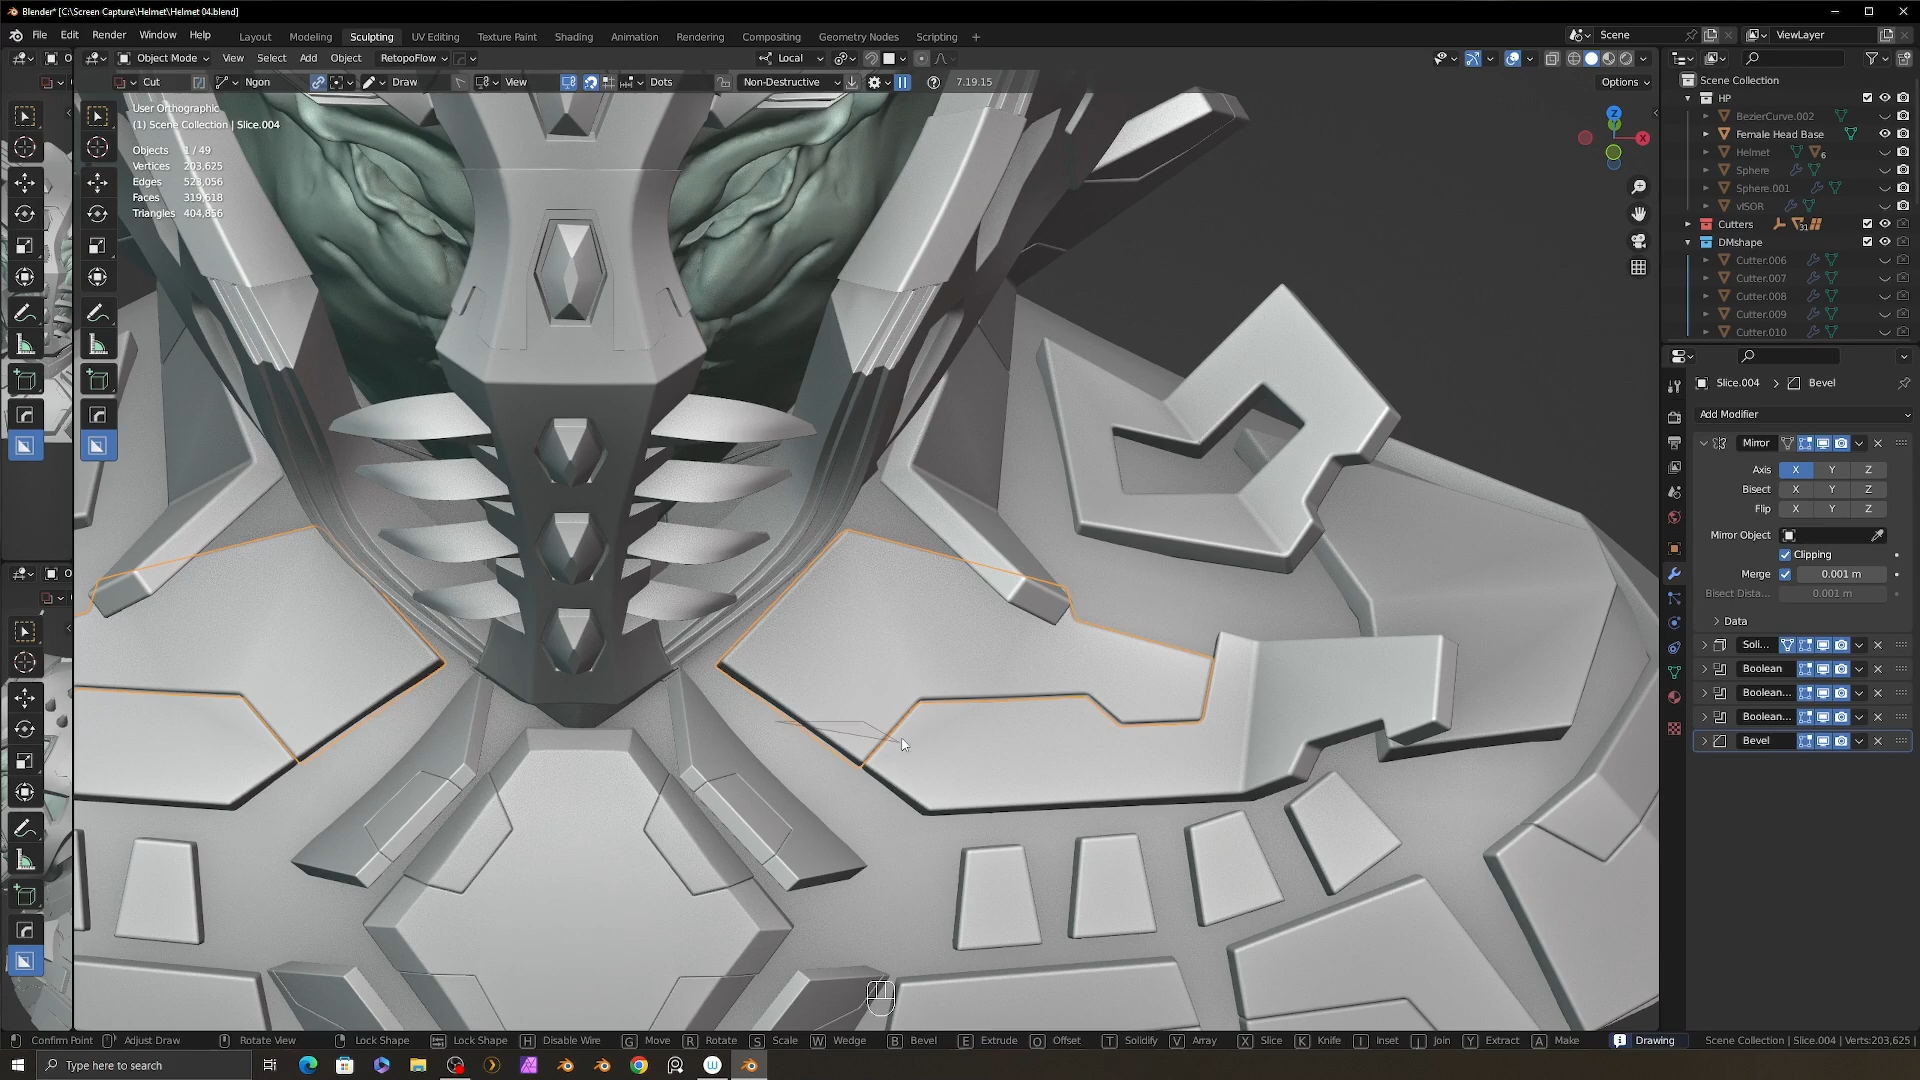 Blender* [C:\Screen Capture\Helmet\Helmet 04.blend]
File Edit Render Window Help Layout Modeling Sculpting UV Editing Texture Paint Shading Animation Rendering Compositing Geometry Nodes Scripting + Scene ViewLayer
Object Mode View Select Add Object RetopoFlow Local
Cut Ngon Draw View Dots Non-Destructive 7.19.15 Options
User Orthographic
(1) Scene Collection | Slice.004
Objects 1 / 49
Vertices 203,625
Edges 523,056
Faces 319,618
Triangles 404,856
Z
Y
X
Scene Collection
HP
BezierCurve.002
Female Head Base
Helmet 6
Sphere
Sphere.001
vISOR
Cutters 31
DMshape
Cutter.006
Cutter.007
Cutter.008
Cutter.009
Cutter.010
Slice.004 > Bevel
Add Modifier
Mirror
Axis X Y Z
Bisect X Y Z
Flip X Y Z
Mirror Object
Clipping
Merge 0.001 m
Bisect Dista... 0.001 m
Data
Soli...
Boolean
Boolean...
Boolean...
Bevel
Confirm Point Adjust Draw Rotate View Lock Shape Lock Shape H Disable Wire G Move R Rotate S Scale W Wedge B Bevel E Extrude O Offset T Solidify V Array X Slice K Knife I Inset J Join Y Extract A Make Drawing Scene Collection | Slice.004 | Verts:203,625 |
Type here to search